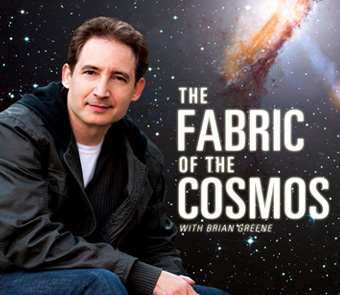 THE
FABRIC
OF THE
COSMOS
WITH BRIAN GREENE